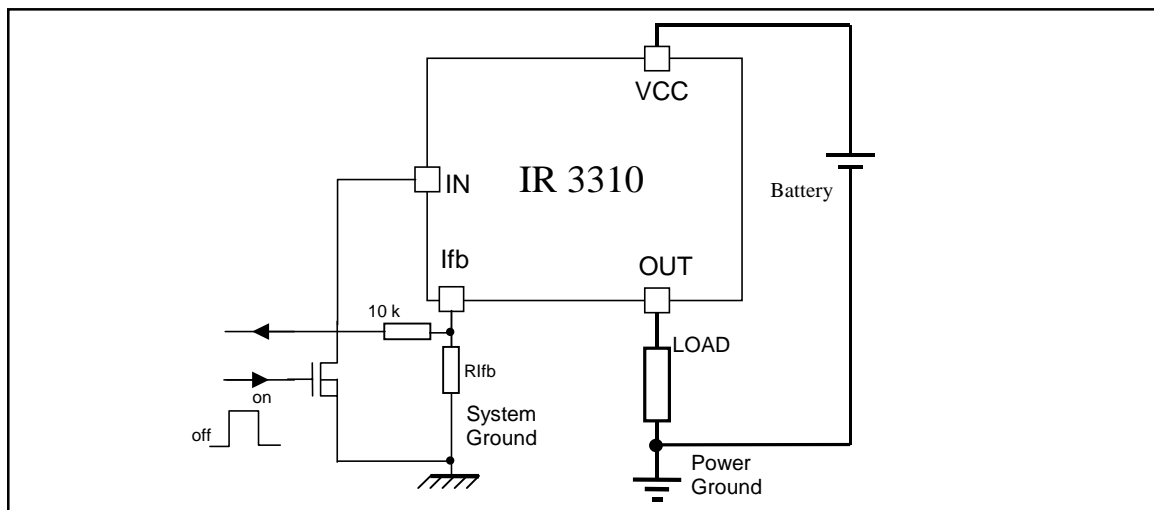 VCC
IN
IR 3310
Battery
Ifb
OUT
10 k
LOAD
RIfb
on
off
System
Ground
Power
Ground